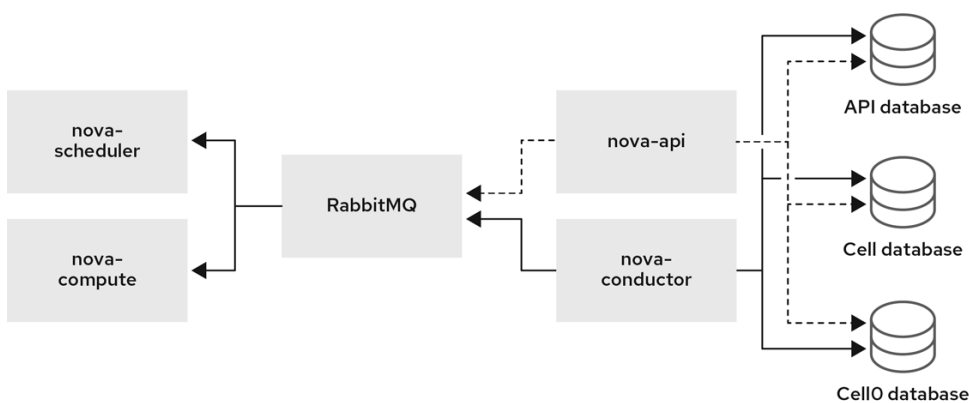 nova-
scheduler
nova-
compute
RabbitMQ
nova-api
nova-
conductor
API database
Cell database
Cell0 database